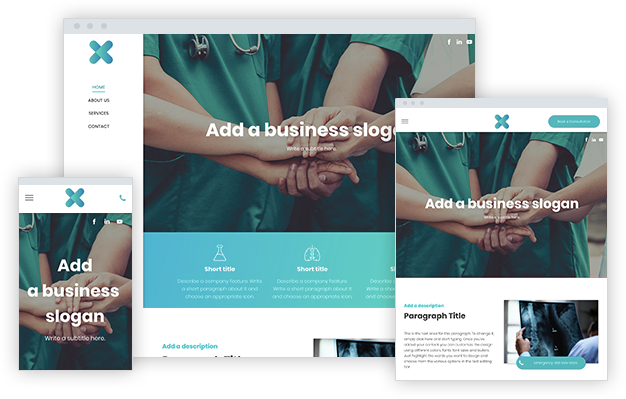 HOME
ABOUT US
SERVICES
CONTACT
Add a business slogan
Write a subtitle here.
Short title
Describe a company feature. Write
a short paragraph about it and
choose an appropriate icon.
Short title
Describe a company feature. Write
a short paragraph about it
and choose an appropriate icon.
Add a description
Add
a business
slogan
Write a subtitle here.
Book a Consultation
Add a business slogan
Write a subtitle here.
Add a description
Paragraph Title
This is the text area for this paragraph. To change it,
simply click here and start typing. Once you've
added your content you can customize the design
using different colors, fonts, font sizes and bullets.
Just highlight the words you want to design and
choose from the various options in the text editing
bar.